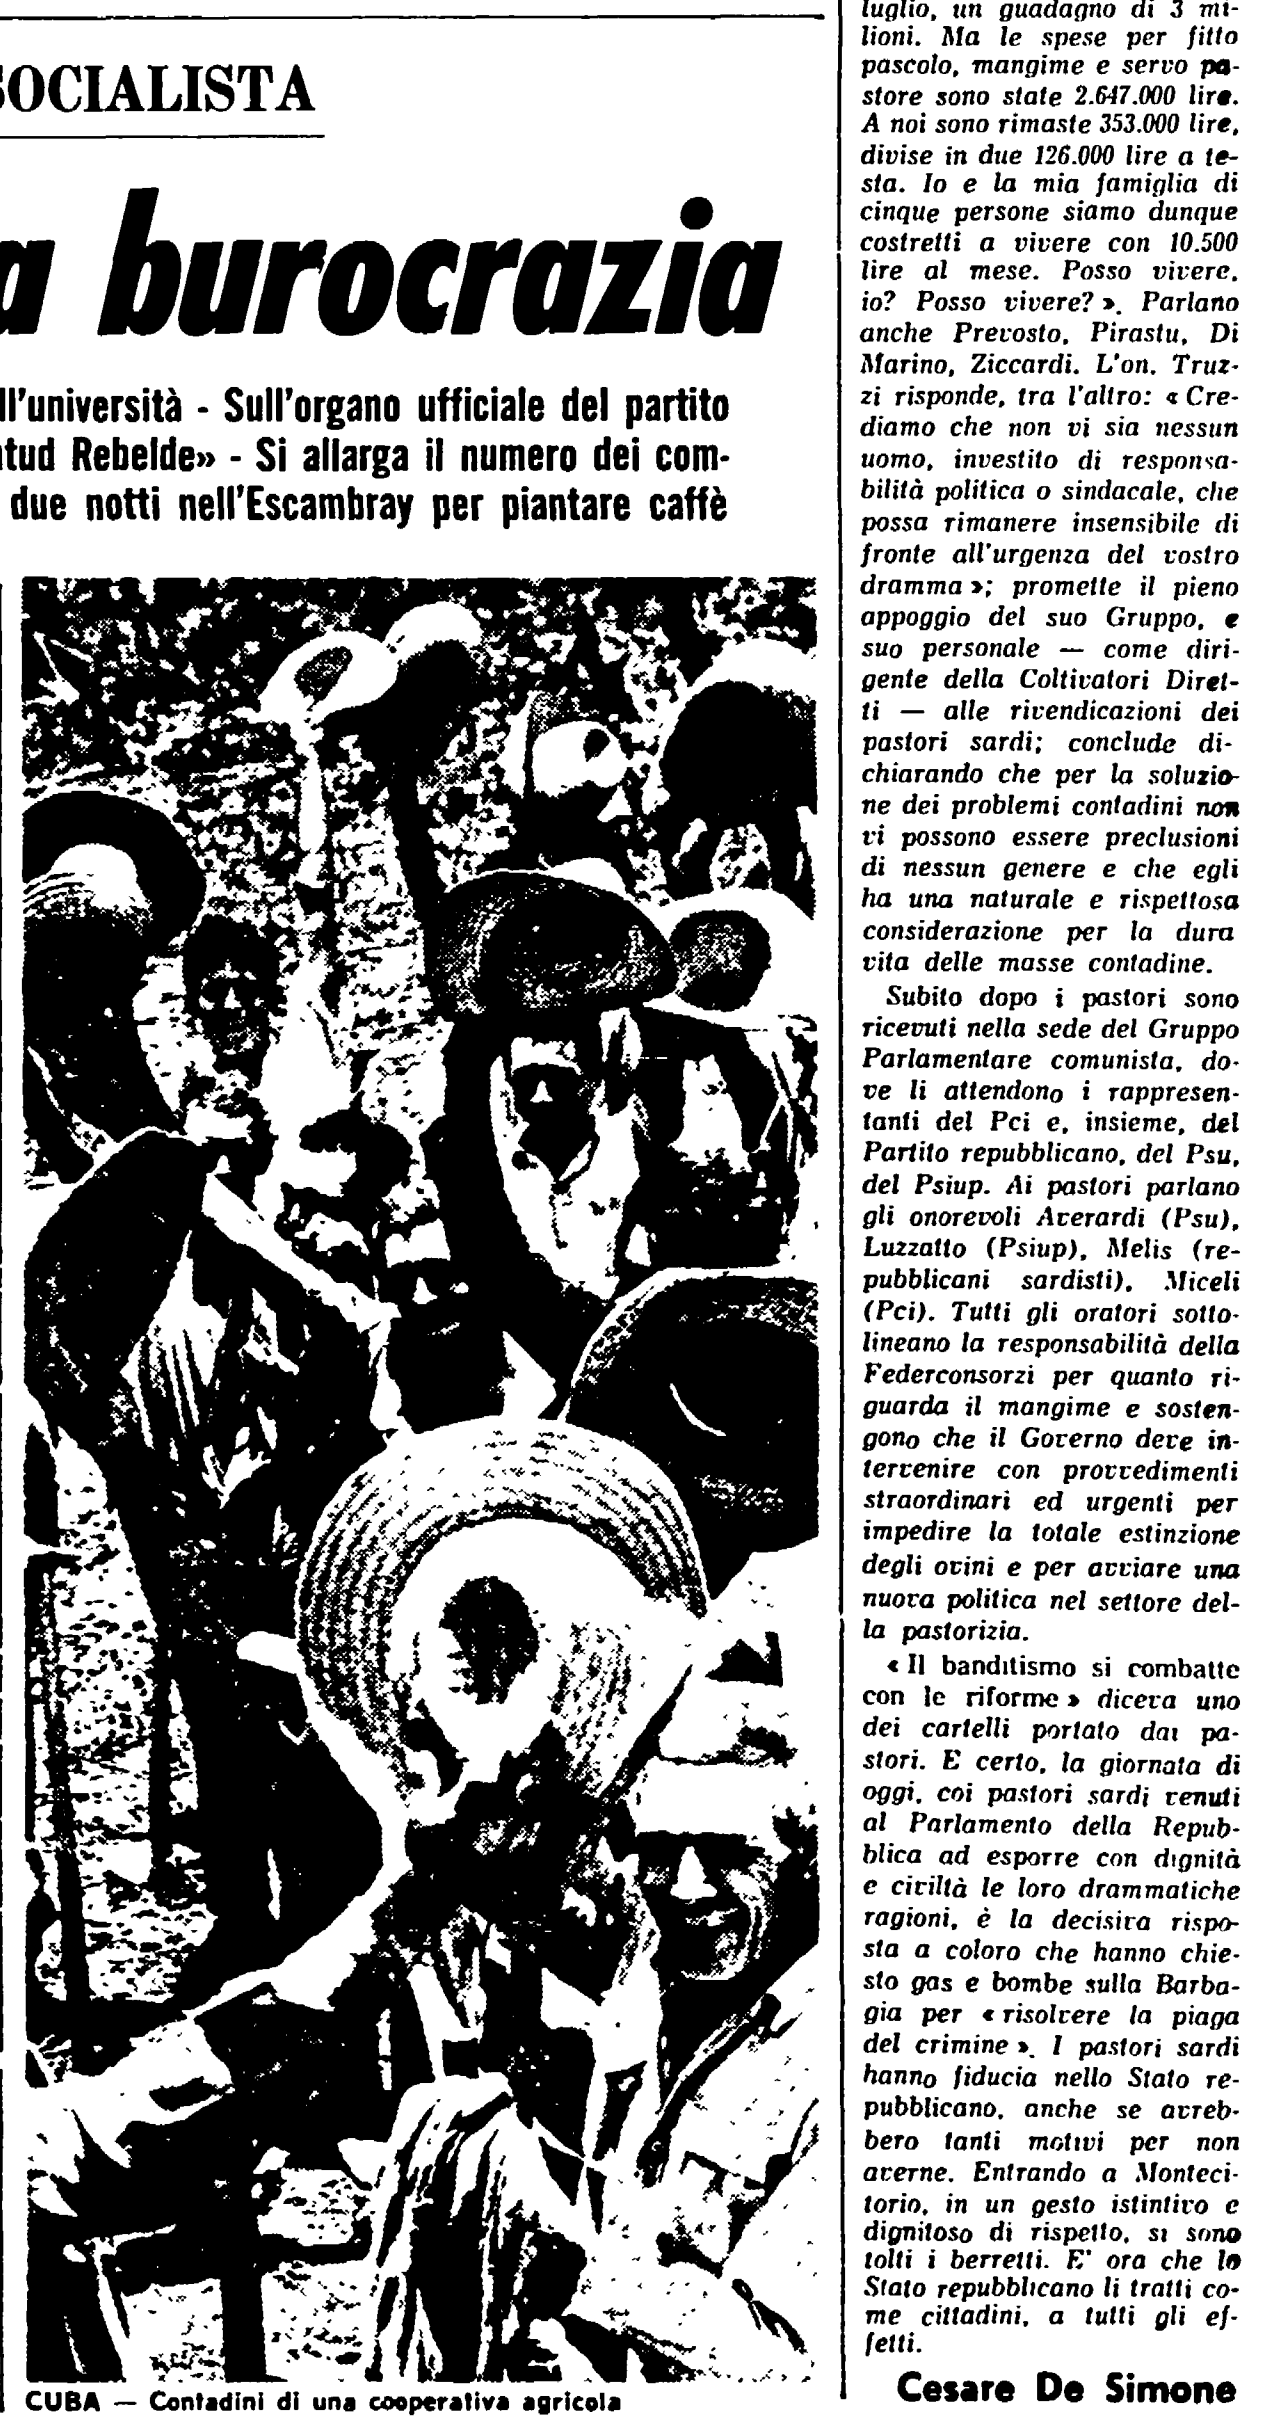 SOCIALISTA
a burocrazia
ll'università - Sull'organo ufficiale del partito
tud Rebelde» - Si allarga il numero dei com-
due notti nell'Escambray per piantare caffè
CUBA — Contadini di una cooperativa agricola
luglio, un guadagno di 3 mi-
lioni. Ma le spese per fitto
pascolo, mangime e servo pa-
store sono state 2.647.000 lire.
A noi sono rimaste 353.000 lire,
divise in due 126.000 lire a te-
sta. Io e la mia famiglia di
cinque persone siamo dunque
costretti a vivere con 10.500
lire al mese. Posso vivere,
io? Posso vivere? ». Parlano
anche Prevosto, Pirastu, Di
Marino, Ziccardi. L'on. Truz-
zi risponde, tra l'altro: « Cre-
diamo che non vi sia nessun
uomo, investito di responsa-
bilità politica o sindacale, che
possa rimanere insensibile di
fronte all'urgenza del vostro
dramma »; promette il pieno
appoggio del suo Gruppo, e
suo personale — come diri-
gente della Coltivatori Diret-
ti — alle rivendicazioni dei
pastori sardi; conclude di-
chiarando che per la soluzio-
ne dei problemi contadini non
vi possono essere preclusioni
di nessun genere e che egli
ha una naturale e rispettosa
considerazione per la dura
vita delle masse contadine.
Subito dopo i pastori sono
ricevuti nella sede del Gruppo
Parlamentare comunista, do-
ve li attendono i rappresen-
tanti del Pci e, insieme, del
Partito repubblicano, del Psu,
del Psiup. Ai pastori parlano
gli onorevoli Averardi (Psu),
Luzzatto (Psiup), Melis (re-
pubblicani sardisti), Miceli
(Pci). Tutti gli oratori sotto-
lineano la responsabilità della
Federconsorzi per quanto ri-
guarda il mangime e sosten-
gono che il Governo deve in-
tervenire con provvedimenti
straordinari ed urgenti per
impedire la totale estinzione
degli ovini e per avviare una
nuova politica nel settore del-
la pastorizia.
« Il banditismo si combatte
con le riforme » diceva uno
dei cartelli portato dai pa-
stori. E certo, la giornata di
oggi, coi pastori sardi venuti
al Parlamento della Repub-
blica ad esporre con dignità
e civiltà le loro drammatiche
ragioni, è la decisiva rispo-
sta a coloro che hanno chie-
sto gas e bombe sulla Barba-
gia per « risolvere la piaga
del crimine ». I pastori sardi
hanno fiducia nello Stato re-
pubblicano, anche se avreb-
bero tanti motivi per non
averne. Entrando a Monteci-
torio, in un gesto istintivo e
dignitoso di rispetto, si sono
tolti i berretti. E' ora che lo
Stato repubblicano li tratti co-
me cittadini, a tutti gli ef-
fetti.
Cesare De Simone